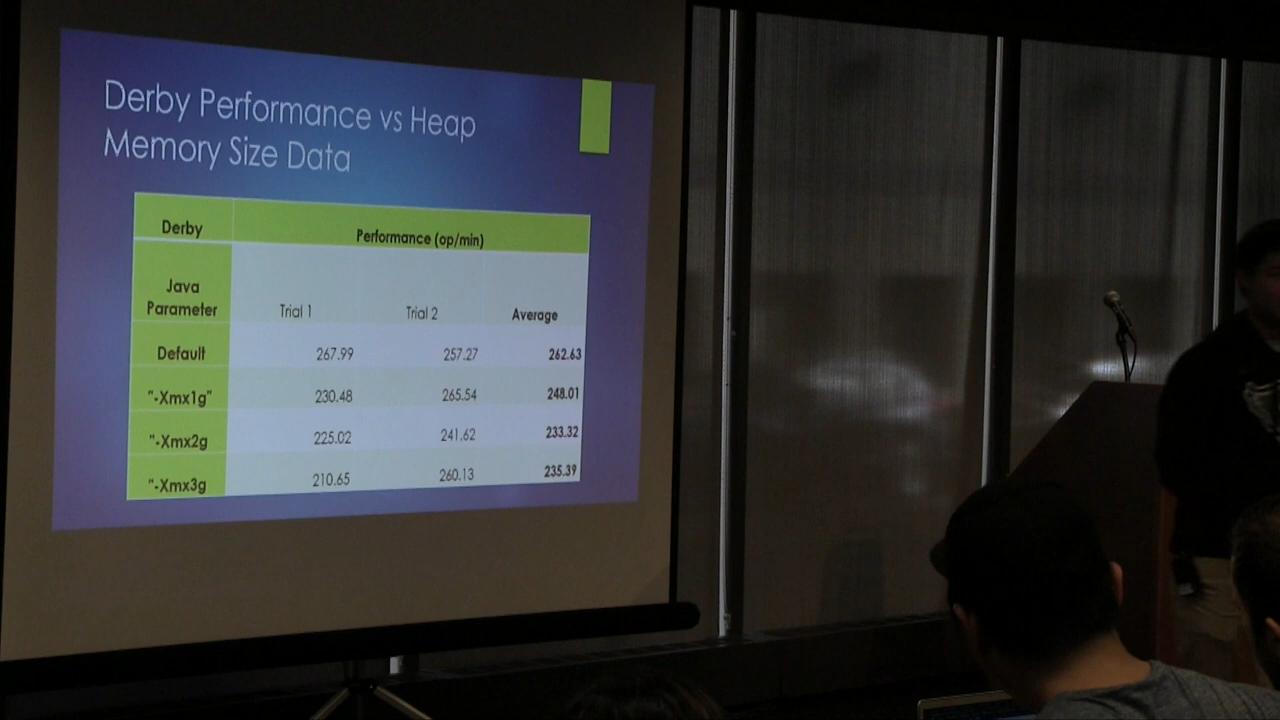 Derby Performance vs Heap
Memory Size Data
Derby Performance (op/min)
Java
Parameter Trial 1 Trial 2 Average
Default 267.99 257.27 262.63
"-Xmx1g" 230.48 265.54 248.01
"-Xmx2g 225.02 241.62 233.32
"-Xmx3g 210.65 260.13 235.39